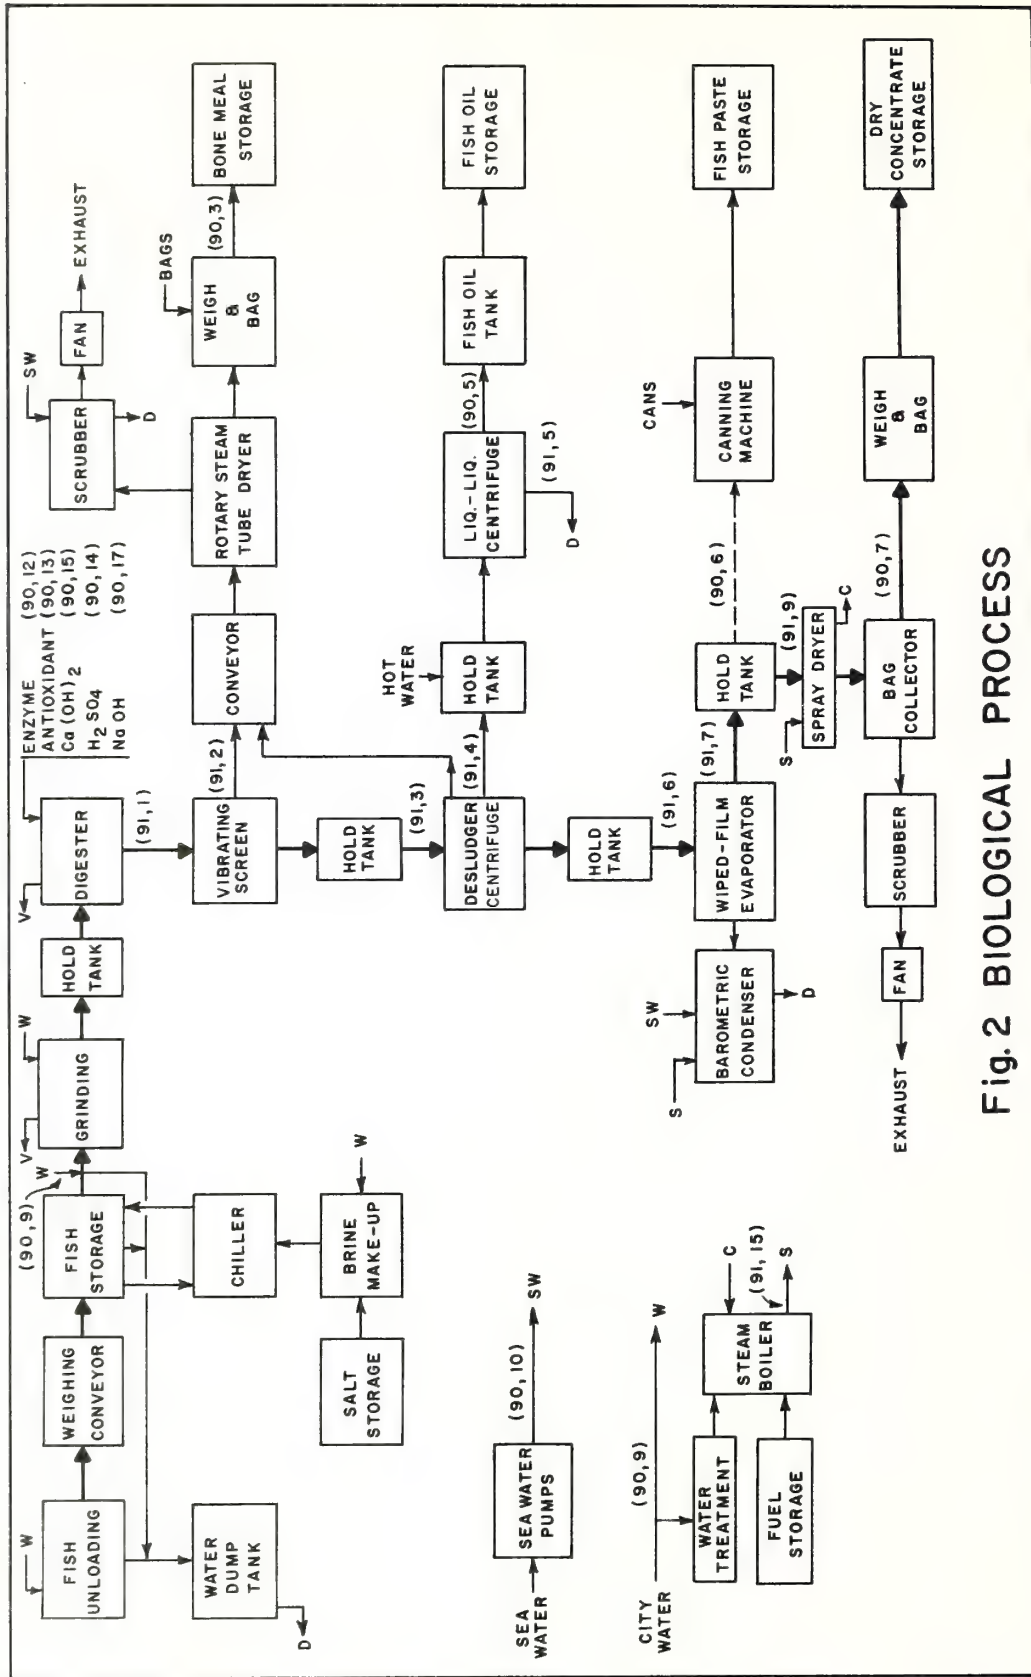 W
FISH
UNLOADING
WATER
DUMP
TANK
D
WEIGHING
CONVEYOR
(90,9)
W
FISH
STORAGE
CHILLER
BRINE
MAKE-UP
W
SALT
STORAGE
V
W
GRINDING
HOLD
TANK
V
DIGESTER
ENZYME (90,12)
ANTIOXIDANT (90,13)
Ca (OH)2 (90,15)
H2 SO4 (90,14)
Na OH (90,17)
(91,1)
VIBRATING
SCREEN
(91,2)
CONVEYOR
ROTARY STEAM
TUBE DRYER
SCRUBBER
SW
D
FAN
EXHAUST
WEIGH
&
BAG
BAGS
(90,3)
BONE MEAL
STORAGE
HOLD
TANK
(91,3)
DESLUDGER
CENTRIFUGE
(91,4)
HOT
WATER
HOLD
TANK
LIQ.-LIQ.
CENTRIFUGE
(91,5)
D
(90,5)
FISH OIL
TANK
FISH OIL
STORAGE
HOLD
TANK
(91,6)
WIPED-FILM
EVAPORATOR
BAROMETRIC
CONDENSER
S
SW
D
(91,7)
HOLD
TANK
(90,6)
CANS
CANNING
MACHINE
FISH PASTE
STORAGE
(91,9)
S
SPRAY DRYER
C
BAG
COLLECTOR
(90,7)
WEIGH
&
BAG
DRY
CONCENTRATE
STORAGE
SCRUBBER
FAN
EXHAUST
SEA
WATER
SEA WATER
PUMPS
(90,10)
SW
CITY
WATER
(90,9)
W
WATER
TREATMENT
FUEL
STORAGE
STEAM
BOILER
C
(91,15)
S
Fig. 2 BIOLOGICAL PROCESS